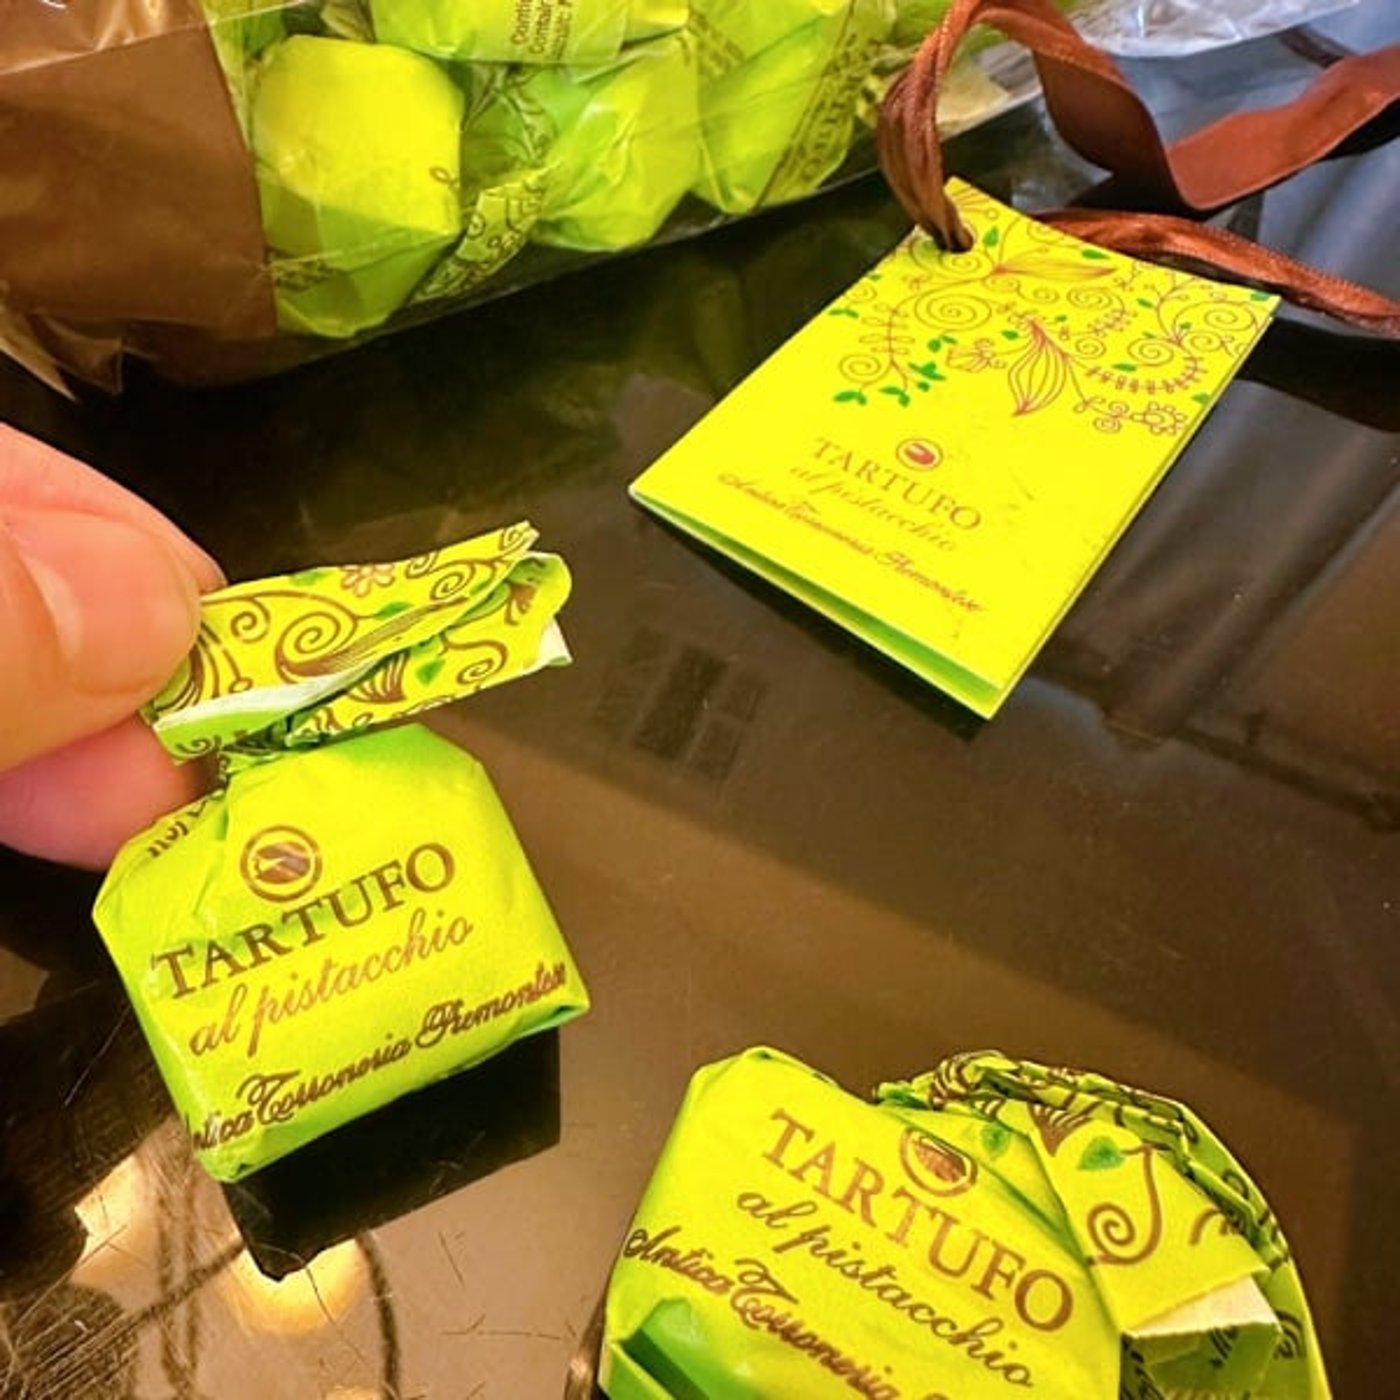 TARTUFO
al pistacchio
Antica Torroneria Piemontese
TARTUFO
al pistacchio
Antica Torroneria Piemontese
TARTUFO
al pistacchio
Antica Torroneria